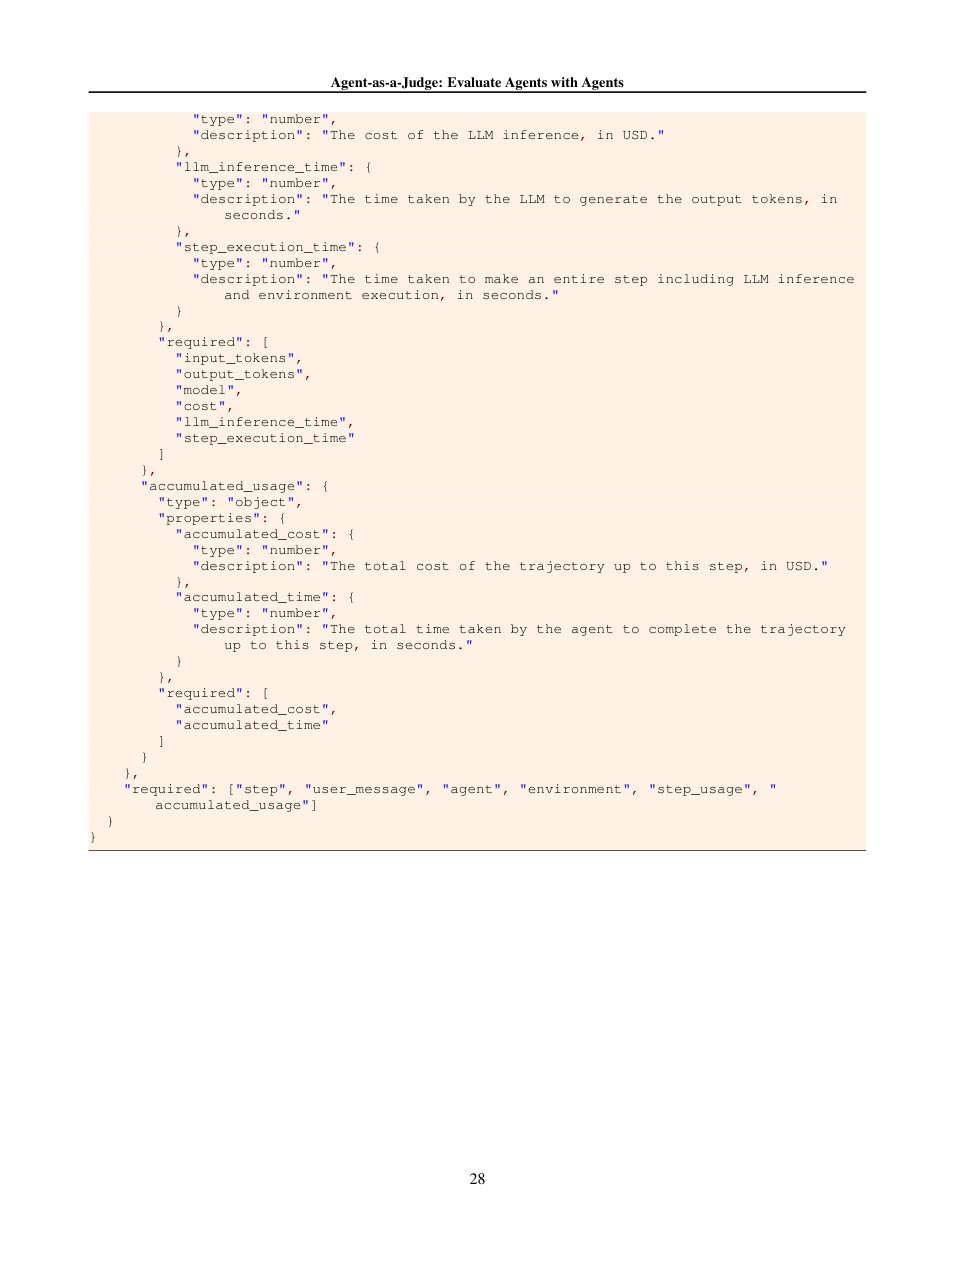 Agent-as-a-Judge: Evaluate Agents with Agents
"type": "number",
"description": "The cost of the LLM inference, in USD."
},
"llm_inference_time": {
"type": "number",
"description": "The time taken by the LLM to generate the output tokens, in
seconds."
},
"step_execution_time": {
"type": "number",
"description": "The time taken to make an entire step including LLM inference
and environment execution, in seconds."
}
},
"required": [
"input_tokens",
"output_tokens",
"model",
"cost",
"llm_inference_time",
"step_execution_time"
]
},
"accumulated_usage": {
"type": "object",
"properties": {
"accumulated_cost": {
"type": "number",
"description": "The total cost of the trajectory up to this step, in USD."
},
"accumulated_time": {
"type": "number",
"description": "The total time taken by the agent to complete the trajectory
up to this step, in seconds."
}
},
"required": [
"accumulated_cost",
"accumulated_time"
]
}
},
"required": ["step", "user_message", "agent", "environment", "step_usage", "
accumulated_usage"]
}
}
28